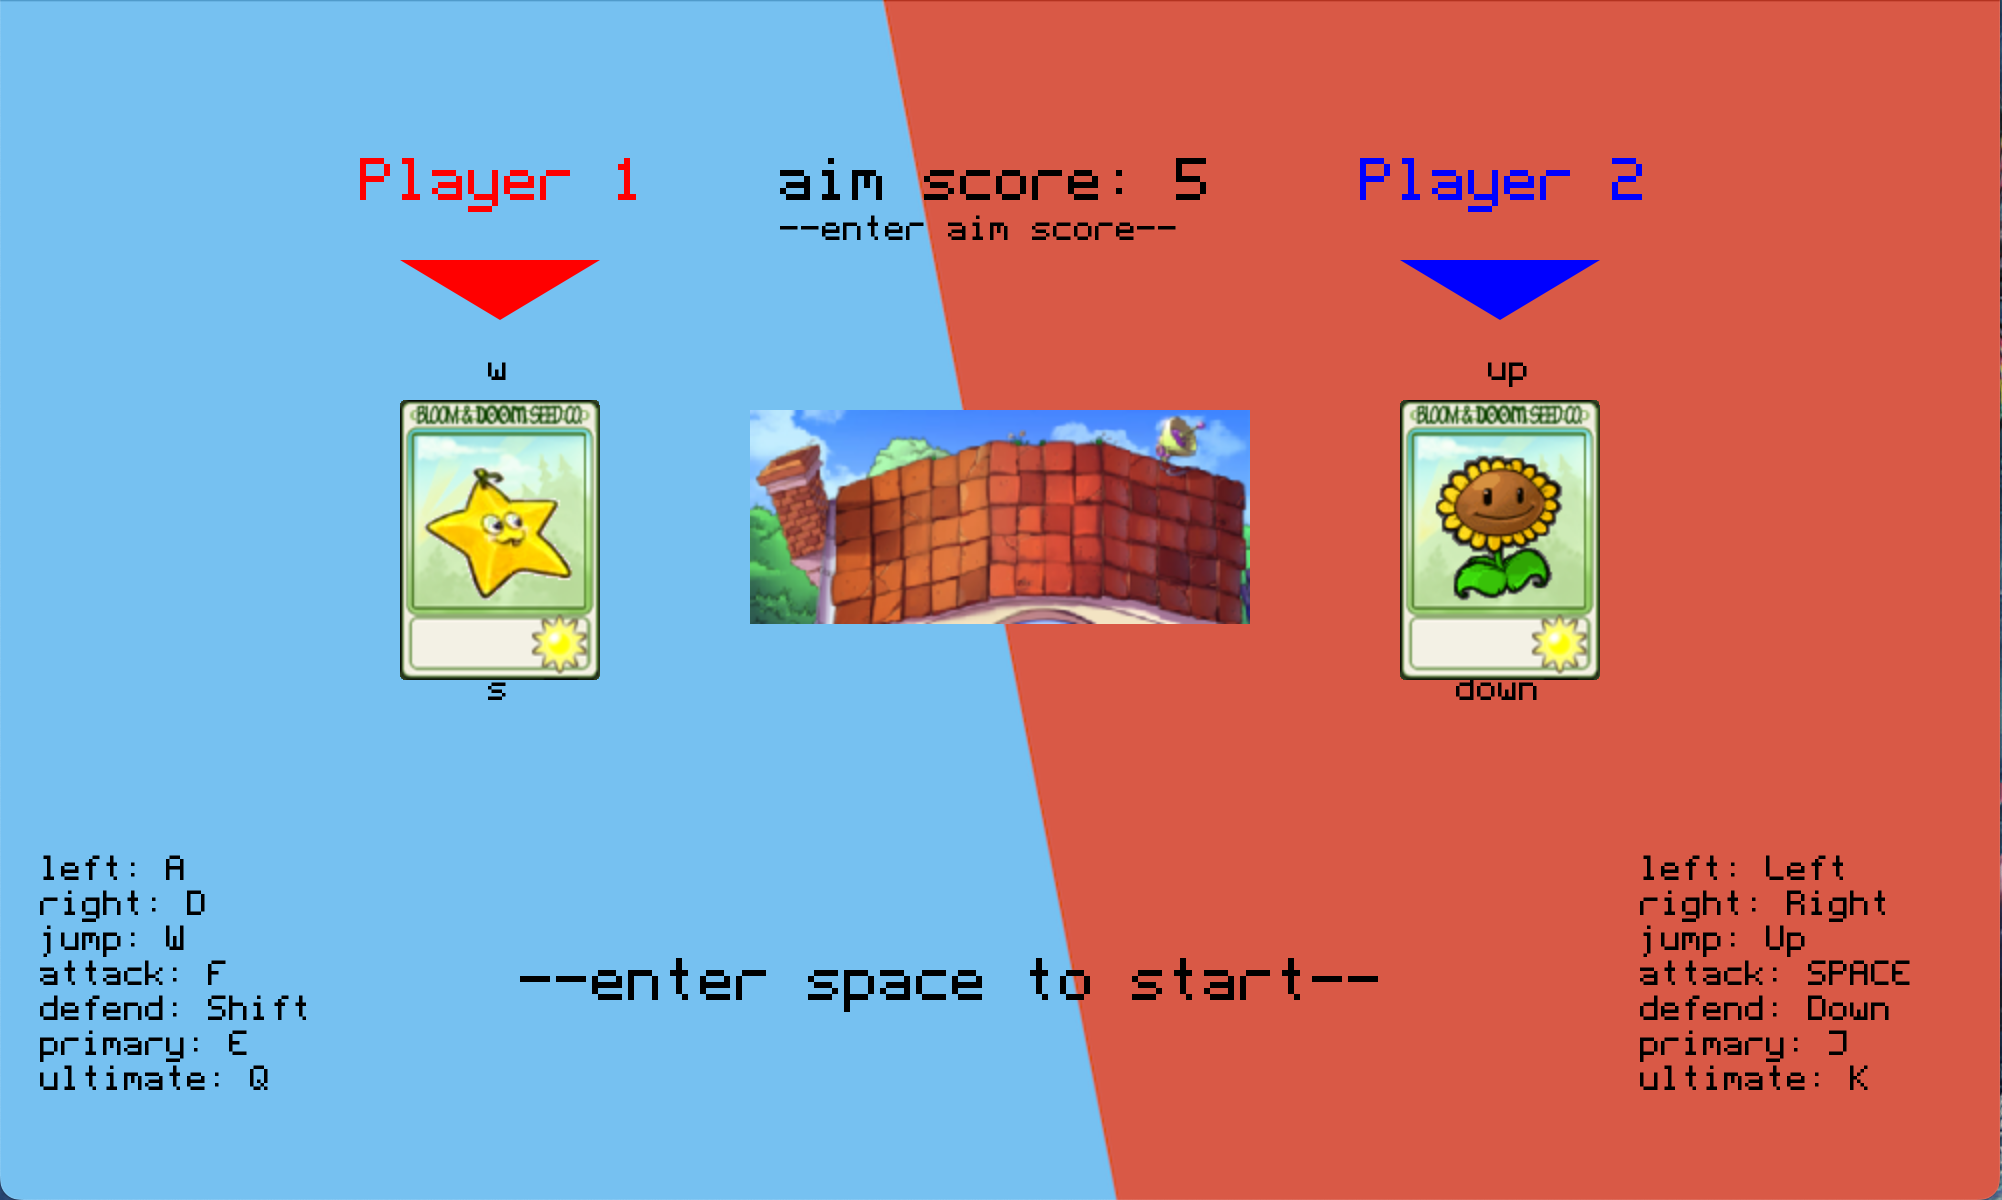 Player 1
aim score: 5
Player 2
--enter aim score--
w
up
BLOOM & DOOM SEED CO.
BLOOM & DOOM SEED CO.
s
down
left: A
right: D
jump: W
attack: F
defend: Shift
primary: E
ultimate: Q
--enter space to start--
left: Left
right: Right
jump: Up
attack: SPACE
defend: Down
primary: J
ultimate: K